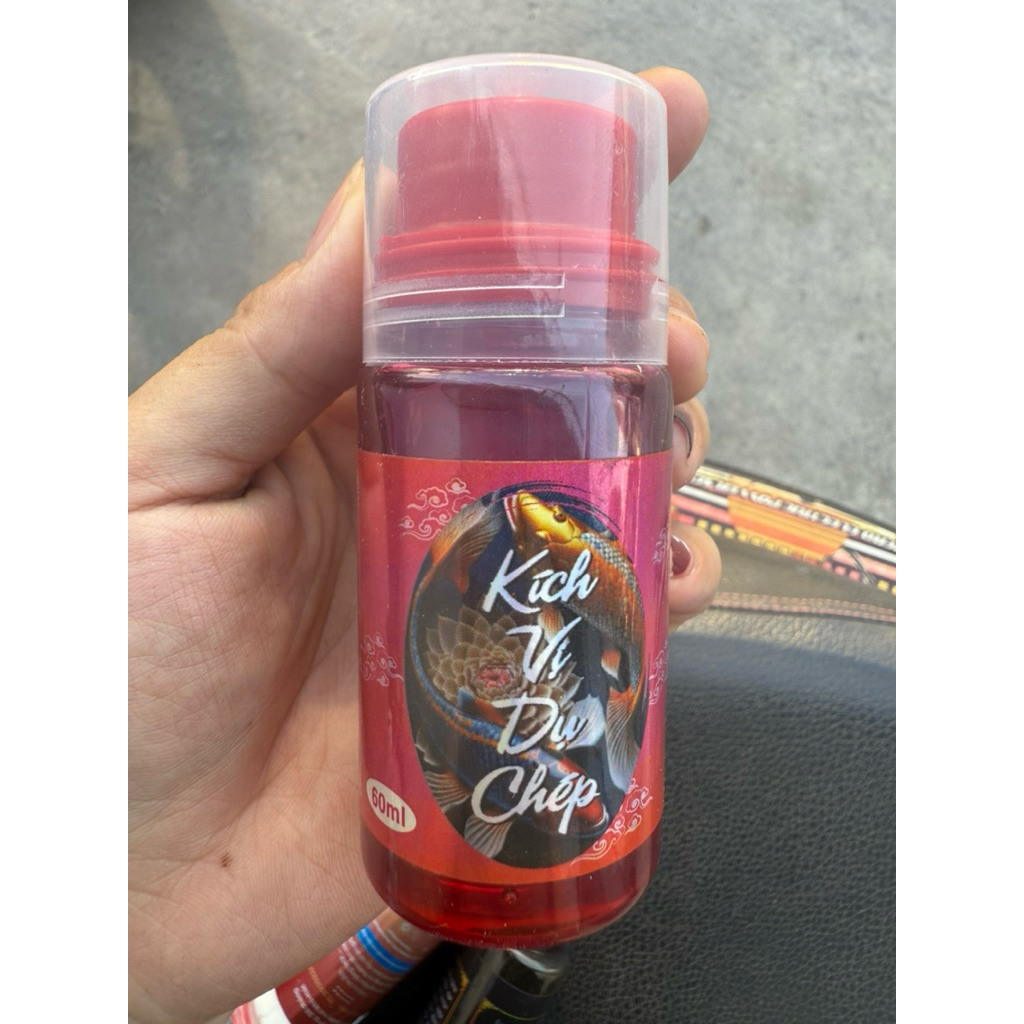 Kích
Vị
Dụ
Chép
60ml